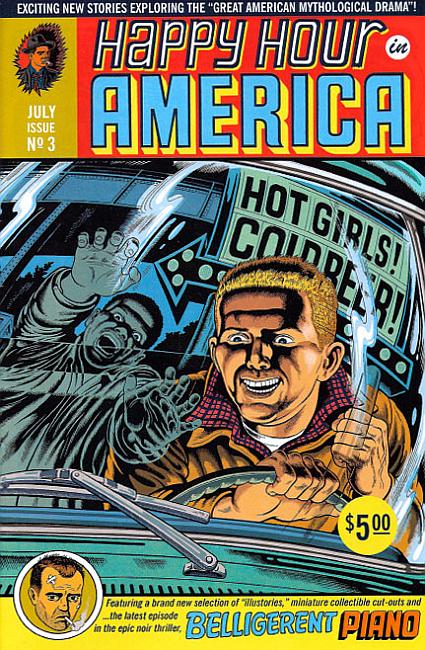 EXCITING NEW STORIES EXPLORING THE "GREAT AMERICAN MYTHOLOGICAL DRAMA"!
HAPPY HOUR in
AMERICA
JULY
ISSUE
Nº 3
HOT GIRLS!
COLD BEER!
$5.00
Featuring a brand new selection of "illustories," miniature collectible cut-outs and
...the latest episode
in the epic noir thriller, BELLIGERENT PIANO